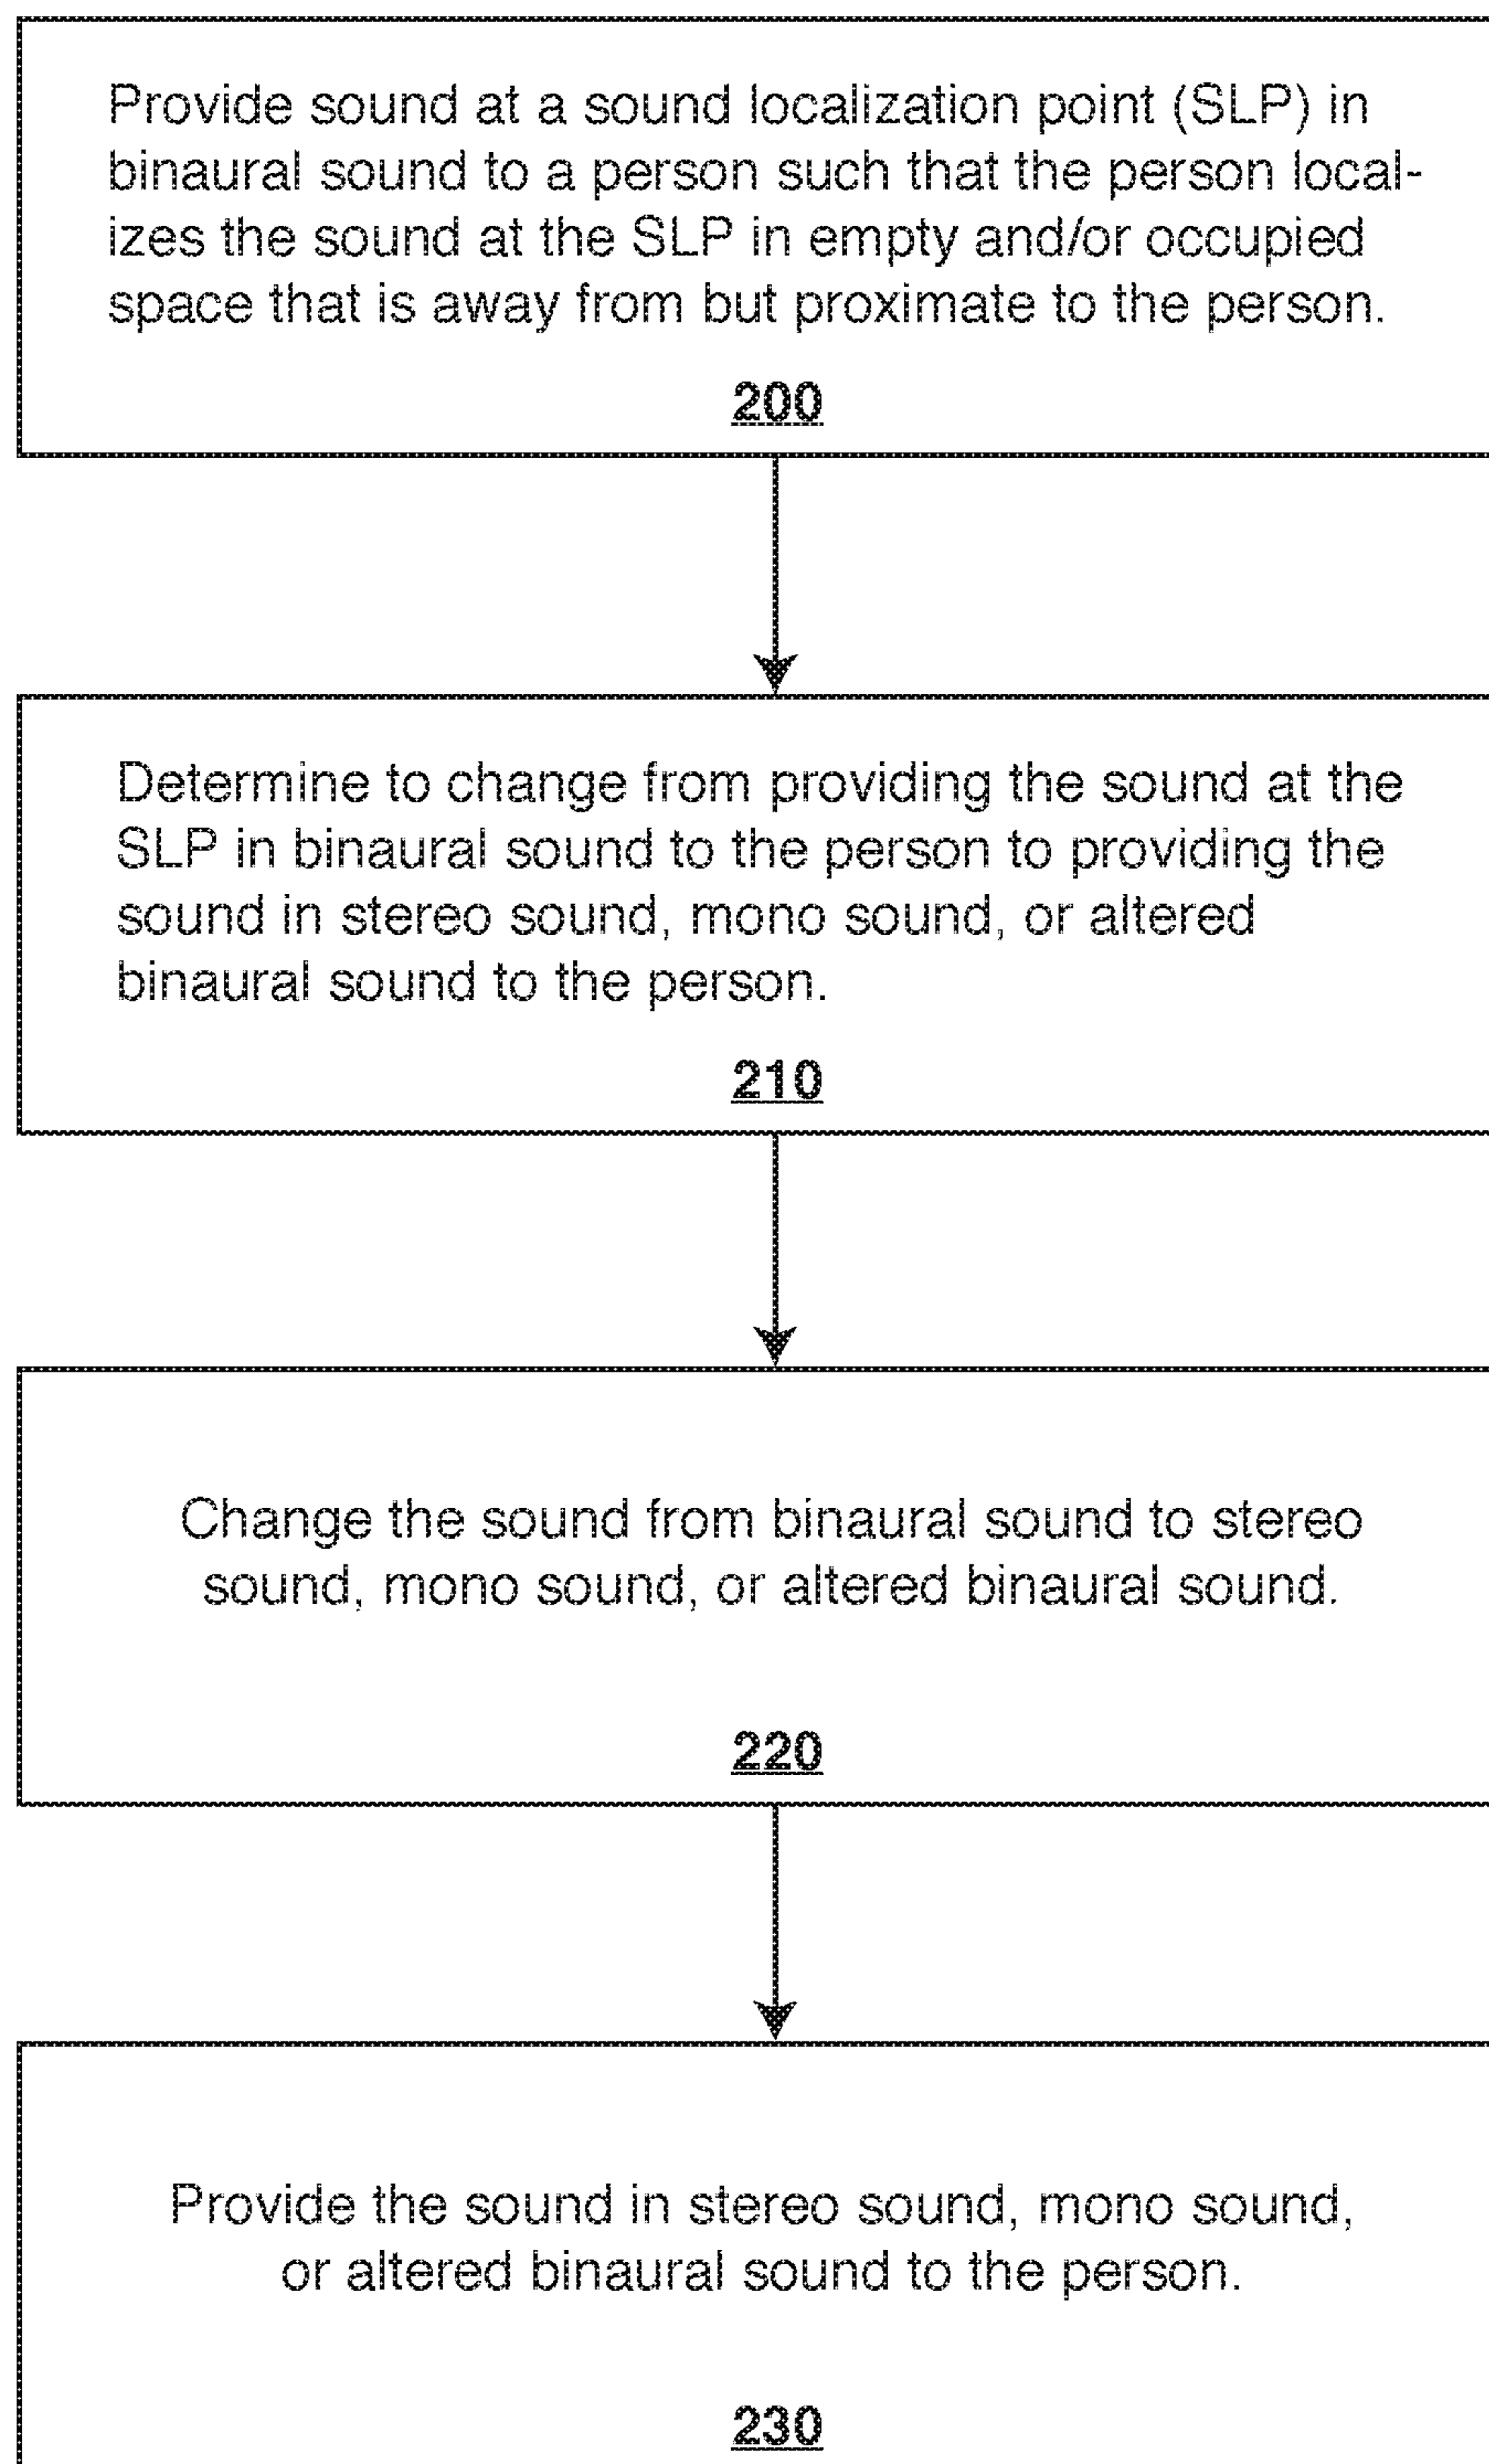 Provide sound at a sound localization point (SLP) in
binaural sound to a person such that the person local-
izes the sound at the SLP in empty and/or occupied
space that is away from but proximate to the person.
200
Determine to change from providing the sound at the
SLP in binaural sound to the person to providing the
sound in stereo sound, mono sound, or altered
binaural sound to the person.
210
Change the sound from binaural sound to stereo
sound, mono sound, or altered binaural sound.
220
Provide the sound in stereo sound, mono sound,
or altered binaural sound to the person.
230